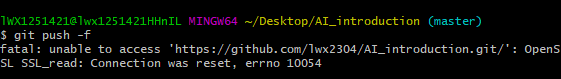 lWX1251421@lwx1251421HHnIL MINGW64 ~/Desktop/AI_introduction (master)
$ git push -f
fatal: unable to access 'https://github.com/lwx2304/AI_introduction.git/': OpenS
SL SSL_read: Connection was reset, errno 10054